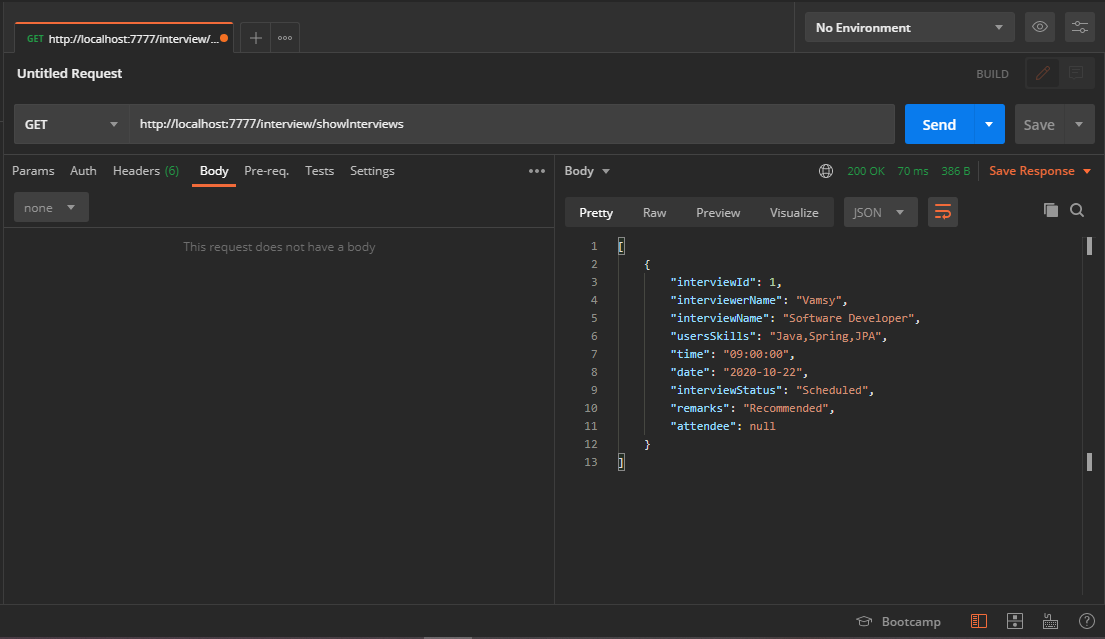 GET http://localhost:7777/interview/...
No Environment
Untitled Request
BUILD
GET http://localhost:7777/interview/showInterviews
Send
Save
Params Auth Headers (6) Body Pre-req. Tests Settings
none
This request does not have a body
Body
200 OK 70 ms 386 B Save Response
Pretty Raw Preview Visualize JSON
1 [
2 {
3 "interviewId": 1,
4 "interviewerName": "Vamsy",
5 "interviewName": "Software Developer",
6 "usersSkills": "Java,Spring,JPA",
7 "time": "09:00:00",
8 "date": "2020-10-22",
9 "interviewStatus": "Scheduled",
10 "remarks": "Recommended",
11 "attendee": null
12 }
13 ]
Bootcamp